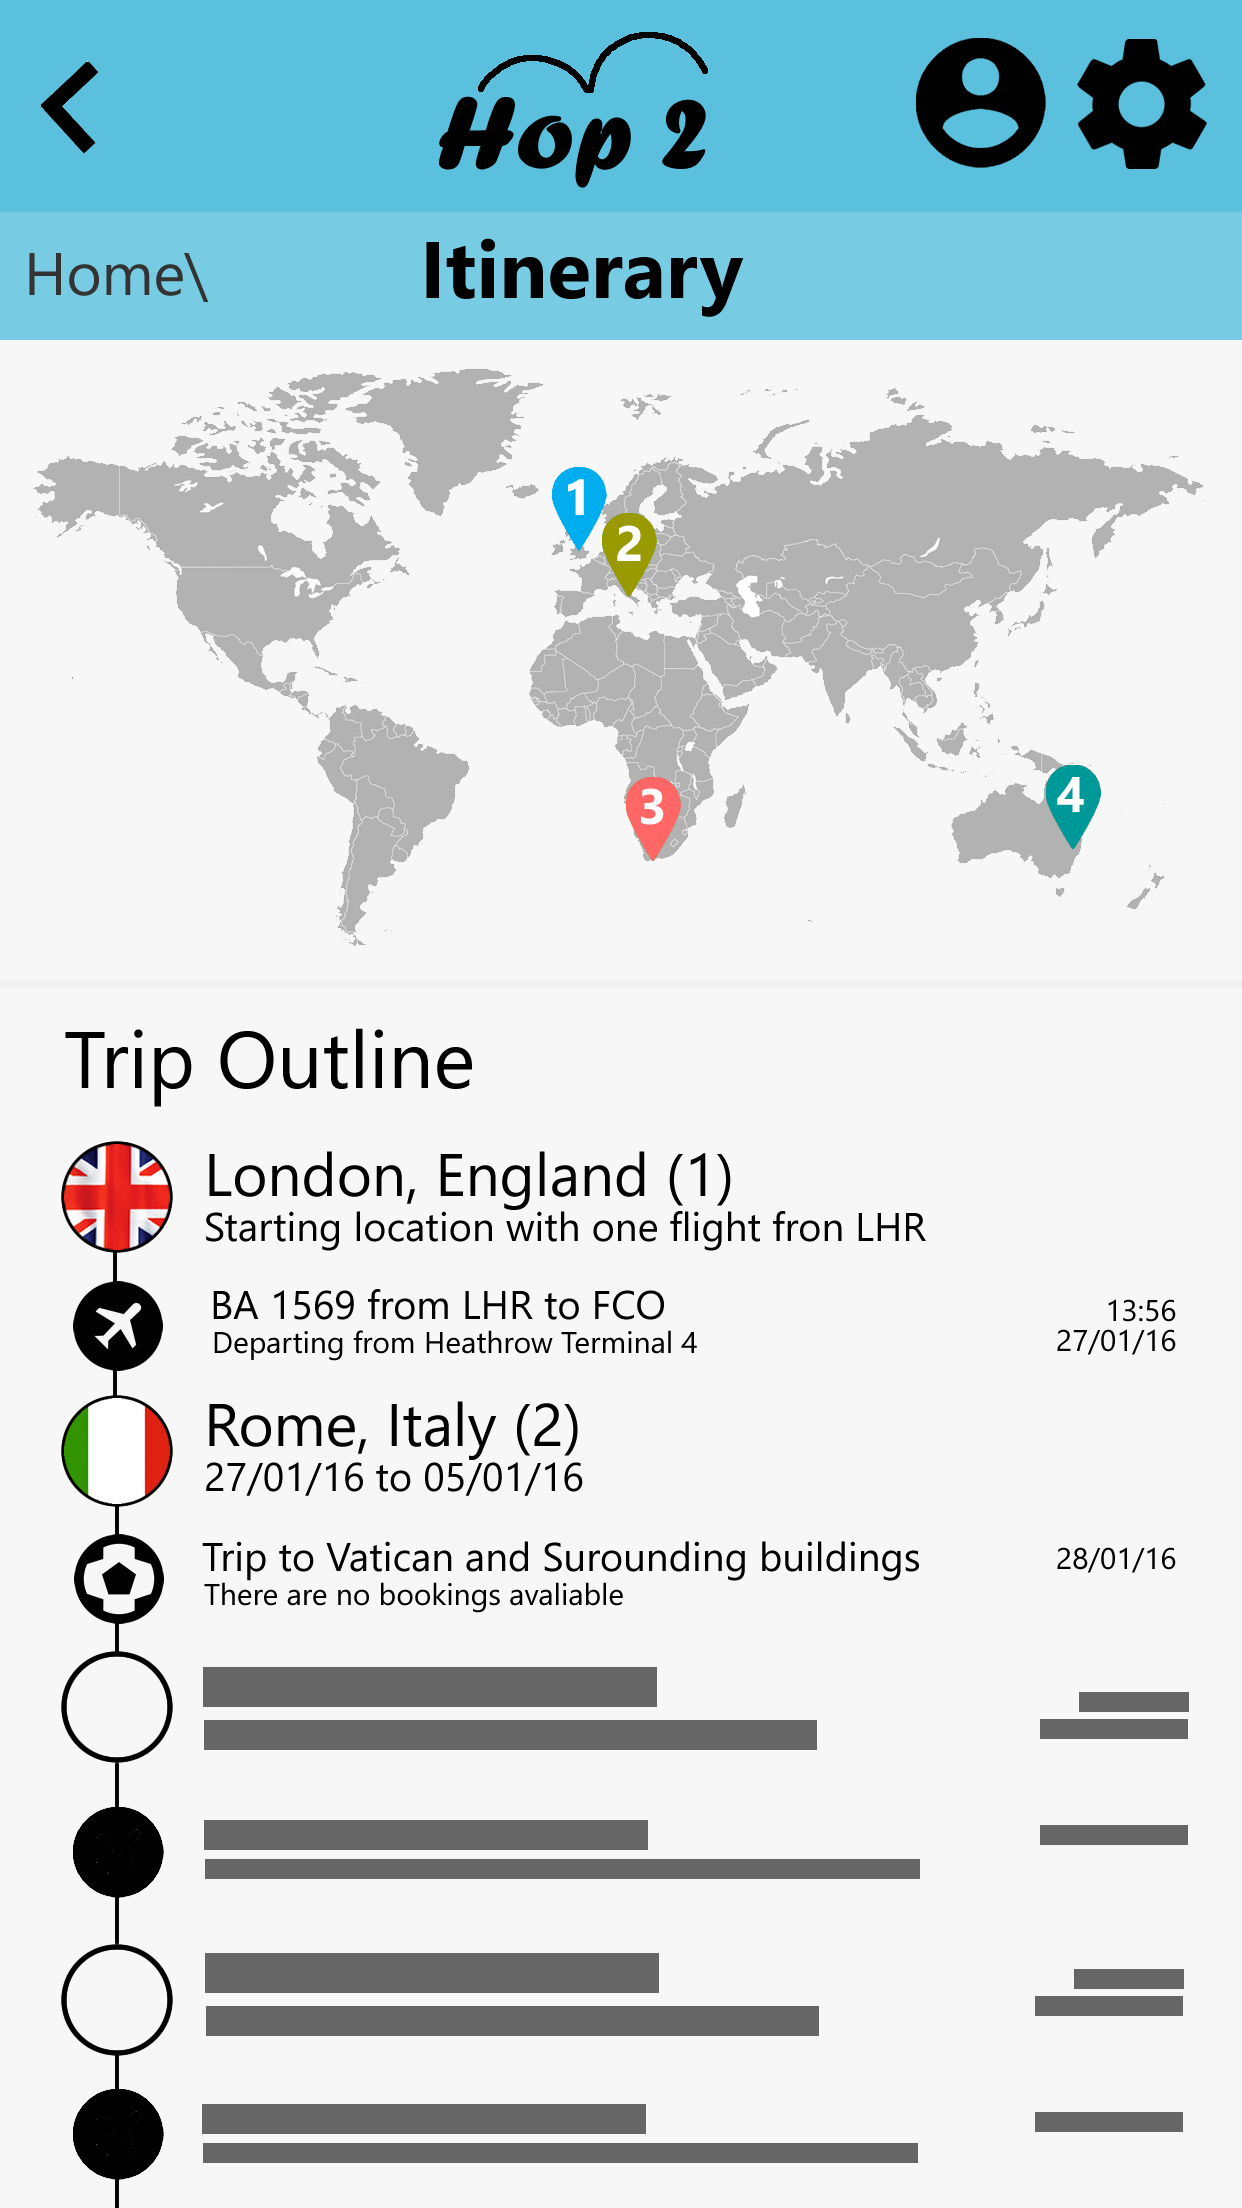 Hop 2
Home\
Itinerary
1
2
3
4
Trip Outline
London, England (1)
Starting location with one flight fron LHR
BA 1569 from LHR to FCO
13:56
Departing from Heathrow Terminal 4
27/01/16
Rome, Italy (2)
27/01/16 to 05/01/16
Trip to Vatican and Surounding buildings
28/01/16
There are no bookings avaliable